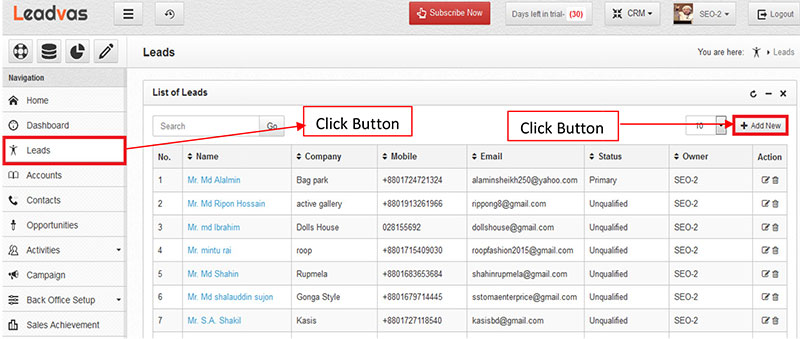 Leadvas
Subscribe Now
Days left in trial- (30)
CRM
SEO-2
Logout
Leads
You are here: Leads
Navigation
Home
Dashboard
Leads
Accounts
Contacts
Opportunities
Activities
Campaign
Back Office Setup
Sales Achievement
List of Leads
Search Go Click Button Click Button 10 Add New
No. Name Company Mobile Email Status Owner Action
1 Mr. Md Alalmin Bag park +8801724721324 alaminsheikh250@yahoo.com Primary SEO-2
2 Mr. Md Ripon Hossain active gallery +8801913261966 rippong8@gmail.com Unqualified SEO-2
3 Mr. md Ibrahim Dolls House 028155692 dollshouse@gmail.com Unqualified SEO-2
4 Mr. mintu rai roop +8801715409030 roopfashion2015@gmail.com Unqualified SEO-2
5 Mr. Md Shahin Rupmela +8801683653684 shahinrupmela@gmail.com Unqualified SEO-2
6 Mr. Md shalauddin sujon Gonga Style +8801679714445 sstomaenterprice@gmail.com Unqualified SEO-2
7 Mr. S.A. Shakil Kasis +8801727118540 kasisbd@gmail.com Unqualified SEO-2